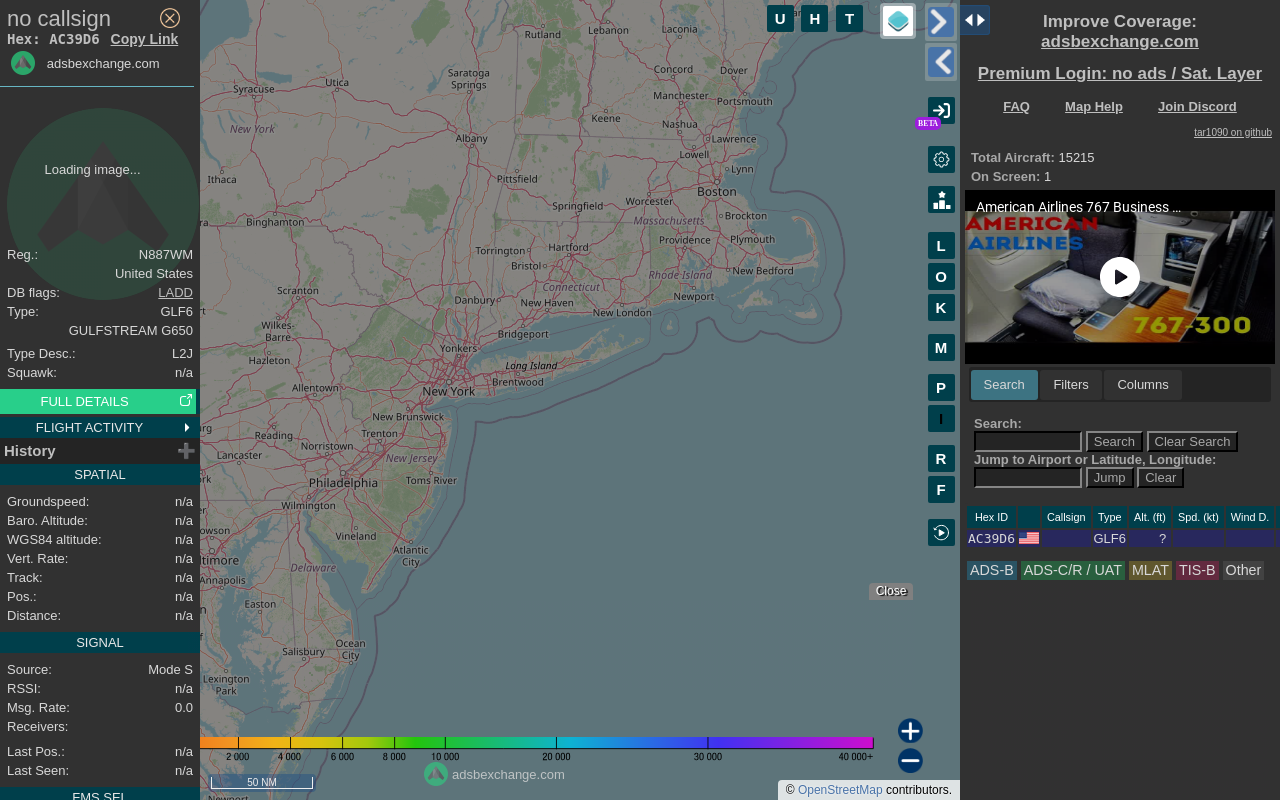 no callsign
Hex: AC39D6 Copy Link
adsbexchange.com
Loading image...
Reg.: N887WM
United States
DB flags: LADD
Type: GLF6
GULFSTREAM G650
Type Desc.: L2J
Squawk: n/a
FULL DETAILS
FLIGHT ACTIVITY
History
SPATIAL
Groundspeed: n/a
Baro. Altitude: n/a
WGS84 altitude: n/a
Vert. Rate: n/a
Track: n/a
Pos.: n/a
Distance: n/a
SIGNAL
Source: Mode S
RSSI: n/a
Msg. Rate: 0.0
Receivers:
Last Pos.: n/a
Last Seen: n/a
FMS SEL
U H T
BETA
L
O
K
M
P
I
R
F
Rutland
Lebanon
Laconia
Concord
Dover
Saratoga
Springs
Utica
Syracuse
Manchester
Portsmouth
Keene
Nashua
New York
Albany
Lawrence
Lowell
Lynn
Ithaca
Pittsfield
Boston
Worcester
Springfield
Binghamton
Massachusetts
Brockton
Torrington
Hartford
Providence
Plymouth
Bristol
Rhode Island
New Bedford
Connecticut
Scranton
Danbury
New Haven
Newport
New London
Wilkes-
Barre
Bridgeport
Yonkers
Hazleton
Long Island
Brentwood
New York
Allentown
New Brunswick
Reading
Trenton
Norristown
Lancaster
New Jersey
Toms River
Philadelphia
Wilmington
Vineland
Atlantic
City
Delaware
Annapolis
Easton
Ocean
City
Salisbury
Lexington
Park
Close
2 000 4 000 6 000 8 000 10 000 20 000 30 000 40 000+
50 NM
adsbexchange.com
© OpenStreetMap contributors.
Improve Coverage:
adsbexchange.com
Premium Login: no ads / Sat. Layer
FAQ Map Help Join Discord
tar1090 on github
Total Aircraft: 15215
On Screen: 1
American Airlines 767 Business ...
AMERICAN
AIRLINES
767-300
Search Filters Columns
Search:
Search Clear Search
Jump to Airport or Latitude, Longitude:
Jump Clear
Hex ID Callsign Type Alt. (ft) Spd. (kt) Wind D.
AC39D6 GLF6 ?
ADS-B ADS-C/R / UAT MLAT TIS-B Other